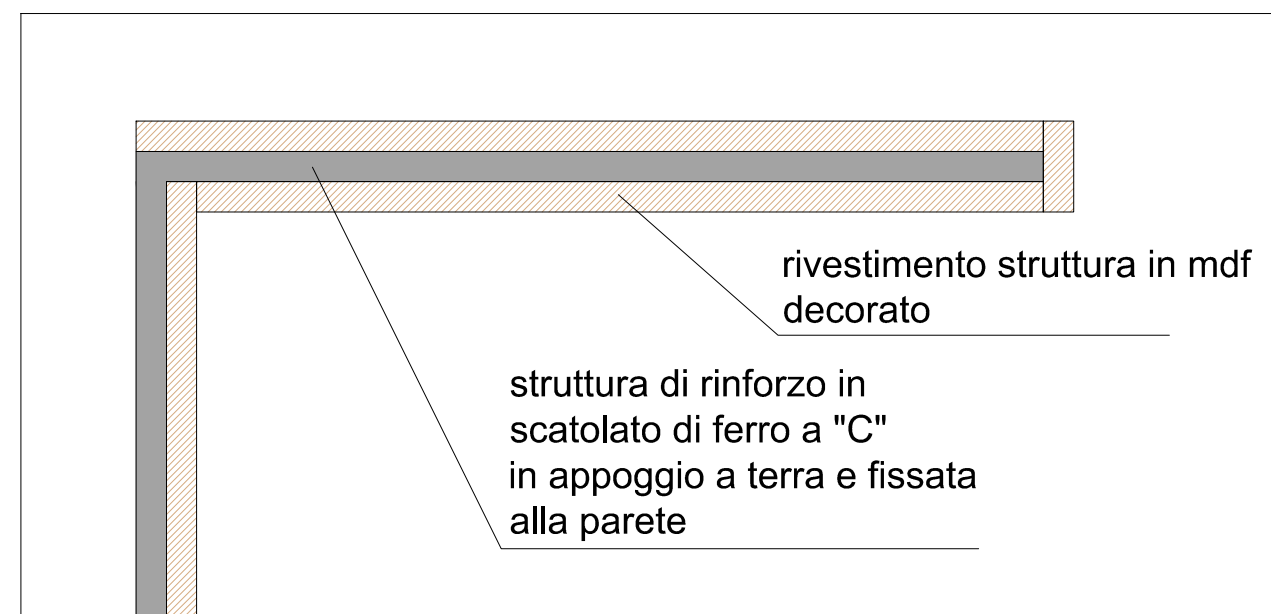 rivestimento struttura in mdf
decorato
struttura di rinforzo in
scatolato di ferro a "C"
in appoggio a terra e fissata
alla parete